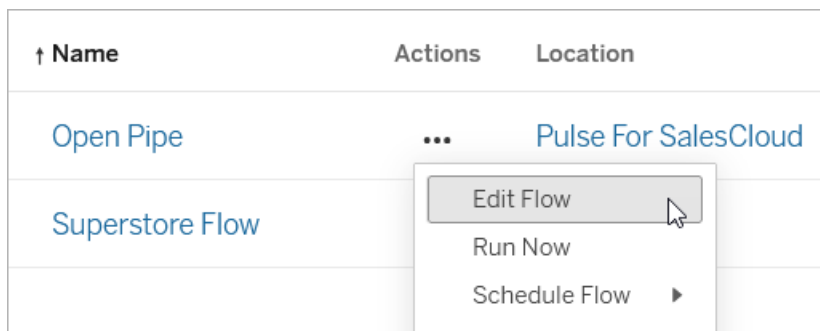 ↑ Name Actions Location
Open Pipe ••• Pulse For SalesCloud
Edit Flow
Superstore Flow
Run Now
Schedule Flow